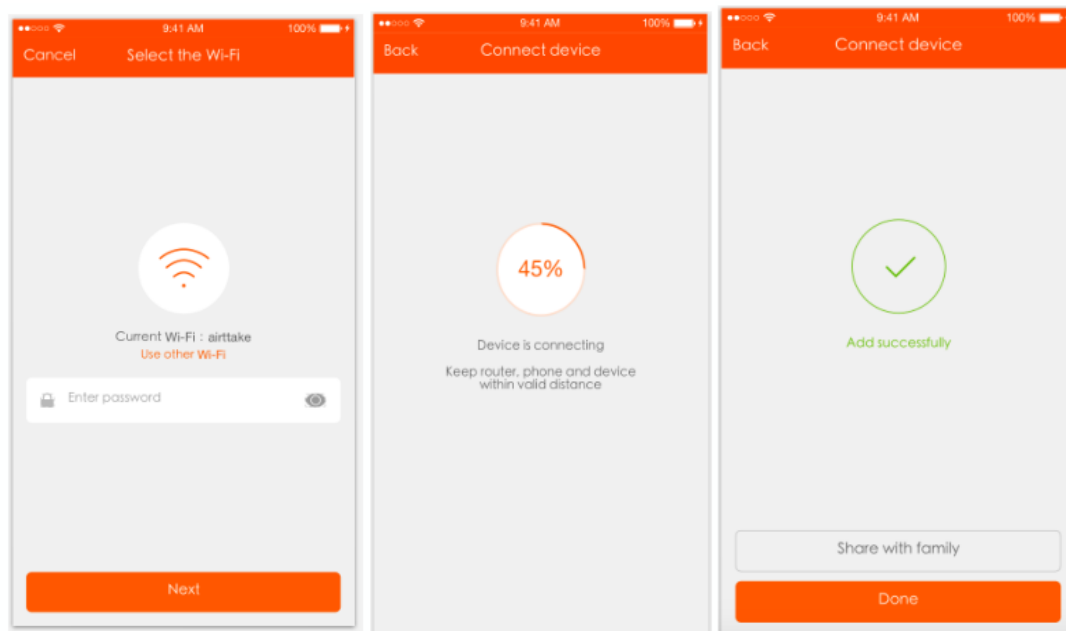 9:41 AM 100%
Cancel Select the Wi-Fi
Current Wi-Fi : airttake
Use other Wi-Fi
Enter password
Next
9:41 AM 100%
Back Connect device
45%
Device is connecting
Keep router, phone and device
within valid distance
9:41 AM 100%
Back Connect device
Add successfully
Share with family
Done